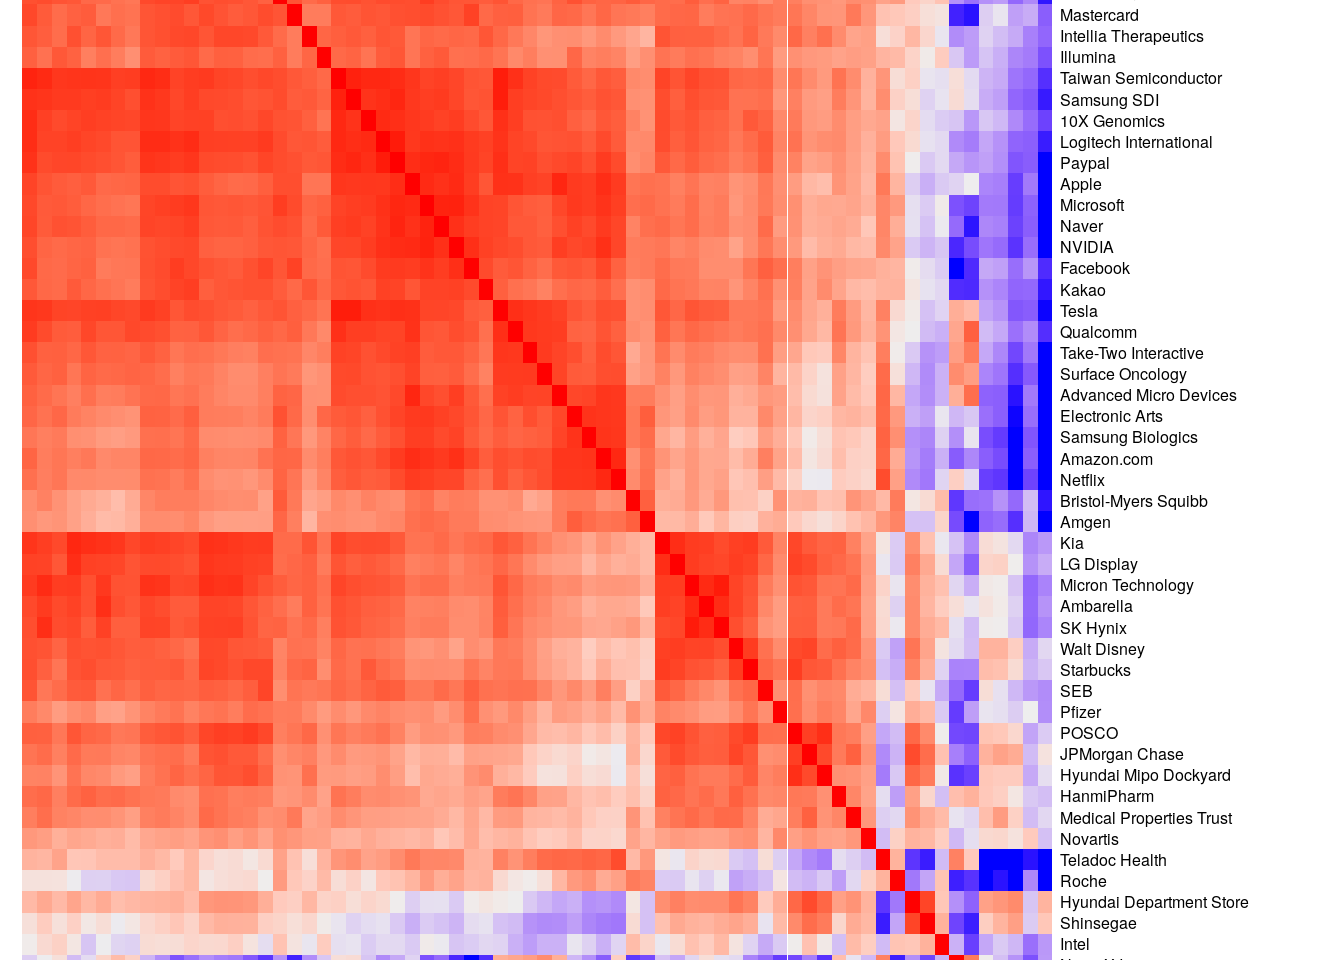 Mastercard
Intellia Therapeutics
Illumina
Taiwan Semiconductor
Samsung SDI
10X Genomics
Logitech International
Paypal
Apple
Microsoft
Naver
NVIDIA
Facebook
Kakao
Tesla
Qualcomm
Take-Two Interactive
Surface Oncology
Advanced Micro Devices
Electronic Arts
Samsung Biologics
Amazon.com
Netflix
Bristol-Myers Squibb
Amgen
Kia
LG Display
Micron Technology
Ambarella
SK Hynix
Walt Disney
Starbucks
SEB
Pfizer
POSCO
JPMorgan Chase
Hyundai Mipo Dockyard
HanmiPharm
Medical Properties Trust
Novartis
Teladoc Health
Roche
Hyundai Department Store
Shinsegae
Intel